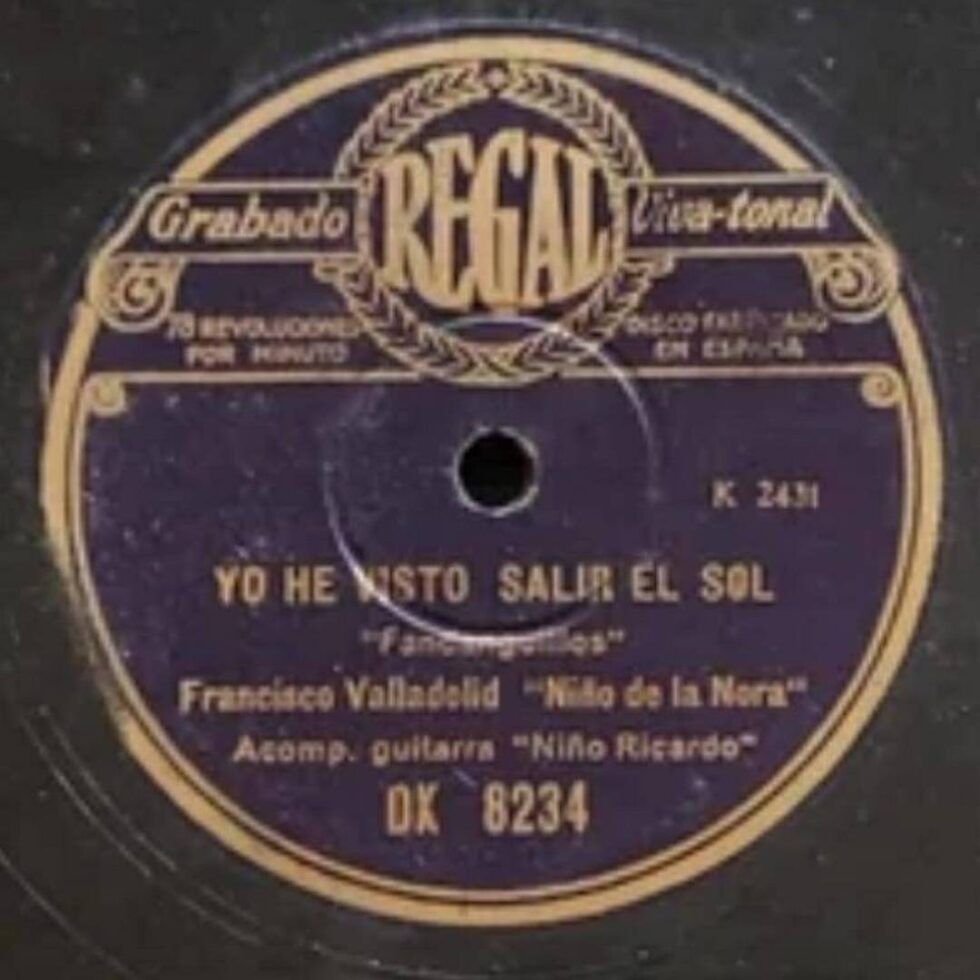 REGAL
Grabado Viva-tonal
78 REVOLUCIONES
POR MINUTO
DISCO FABRICADO
EN ESPAÑA
K 2431
YO HE VISTO SALIR EL SOL
"Fandanguillos"
Francisco Valladolid "Niño de la Nora"
Acomp. guitarra "Niño Ricardo"
DK 8234